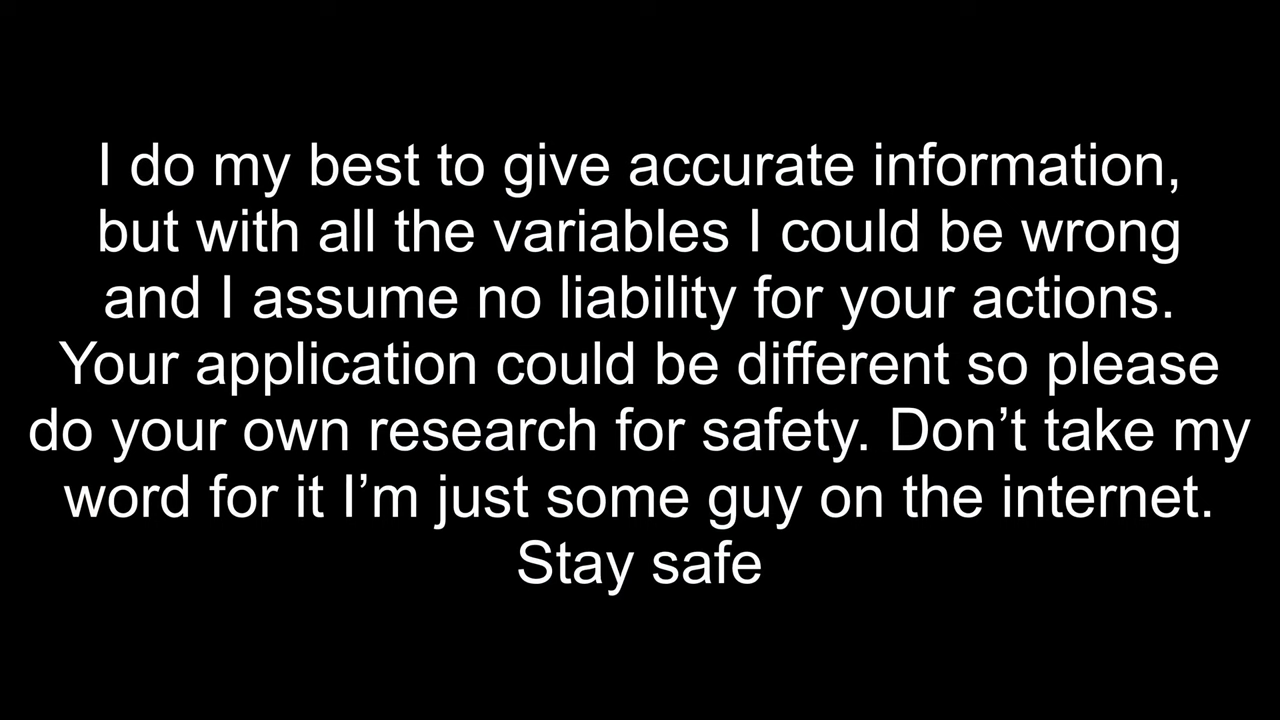 I do my best to give accurate information,
but with all the variables I could be wrong
and I assume no liability for your actions.
Your application could be different so please
do your own research for safety. Don’t take my
word for it I’m just some guy on the internet.
Stay safe